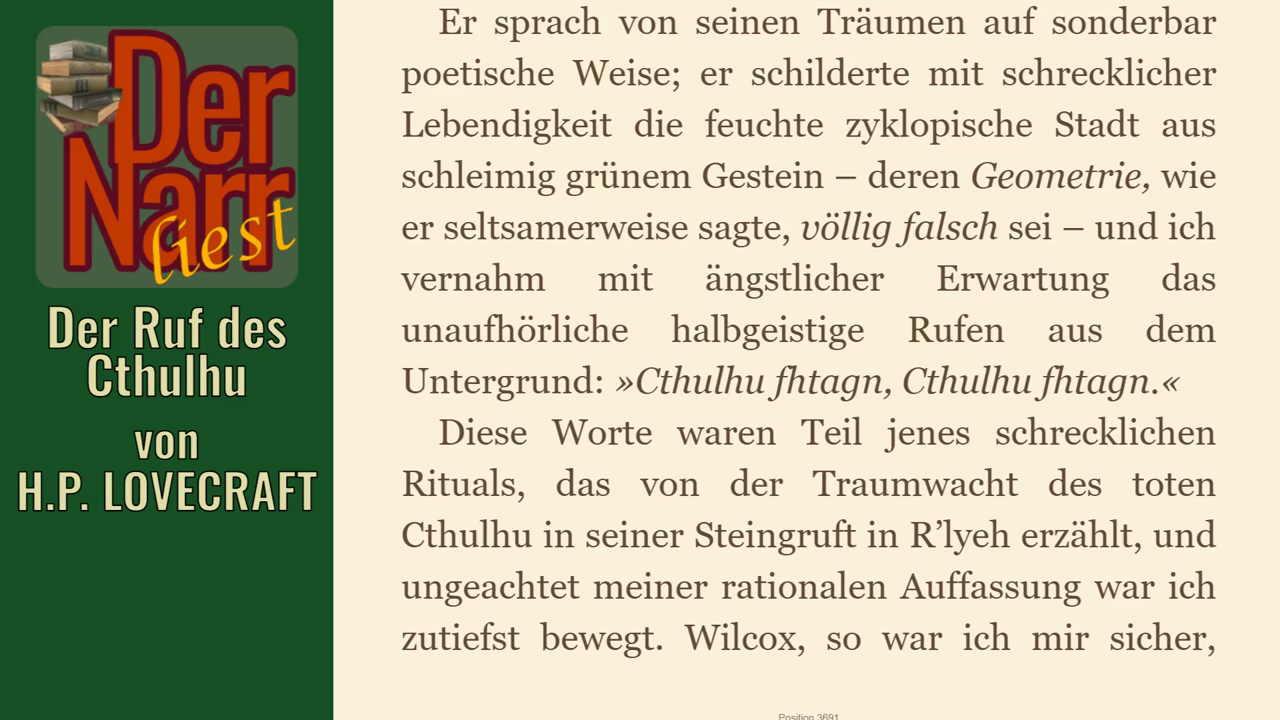 Der
Narr
liest
Der Ruf des
Cthulhu
von
H.P. LOVECRAFT
Er sprach von seinen Träumen auf sonderbar
poetische Weise; er schilderte mit schrecklicher
Lebendigkeit die feuchte zyklopische Stadt aus
schleimig grünem Gestein – deren Geometrie, wie
er seltsamerweise sagte, völlig falsch sei – und ich
vernahm mit ängstlicher Erwartung das
unaufhörliche halbgeistige Rufen aus dem
Untergrund: »Cthulhu fhtagn, Cthulhu fhtagn.«
Diese Worte waren Teil jenes schrecklichen
Rituals, das von der Traumwacht des toten
Cthulhu in seiner Steingruft in R’lyeh erzählt, und
ungeachtet meiner rationalen Auffassung war ich
zutiefst bewegt. Wilcox, so war ich mir sicher,
Position 3691